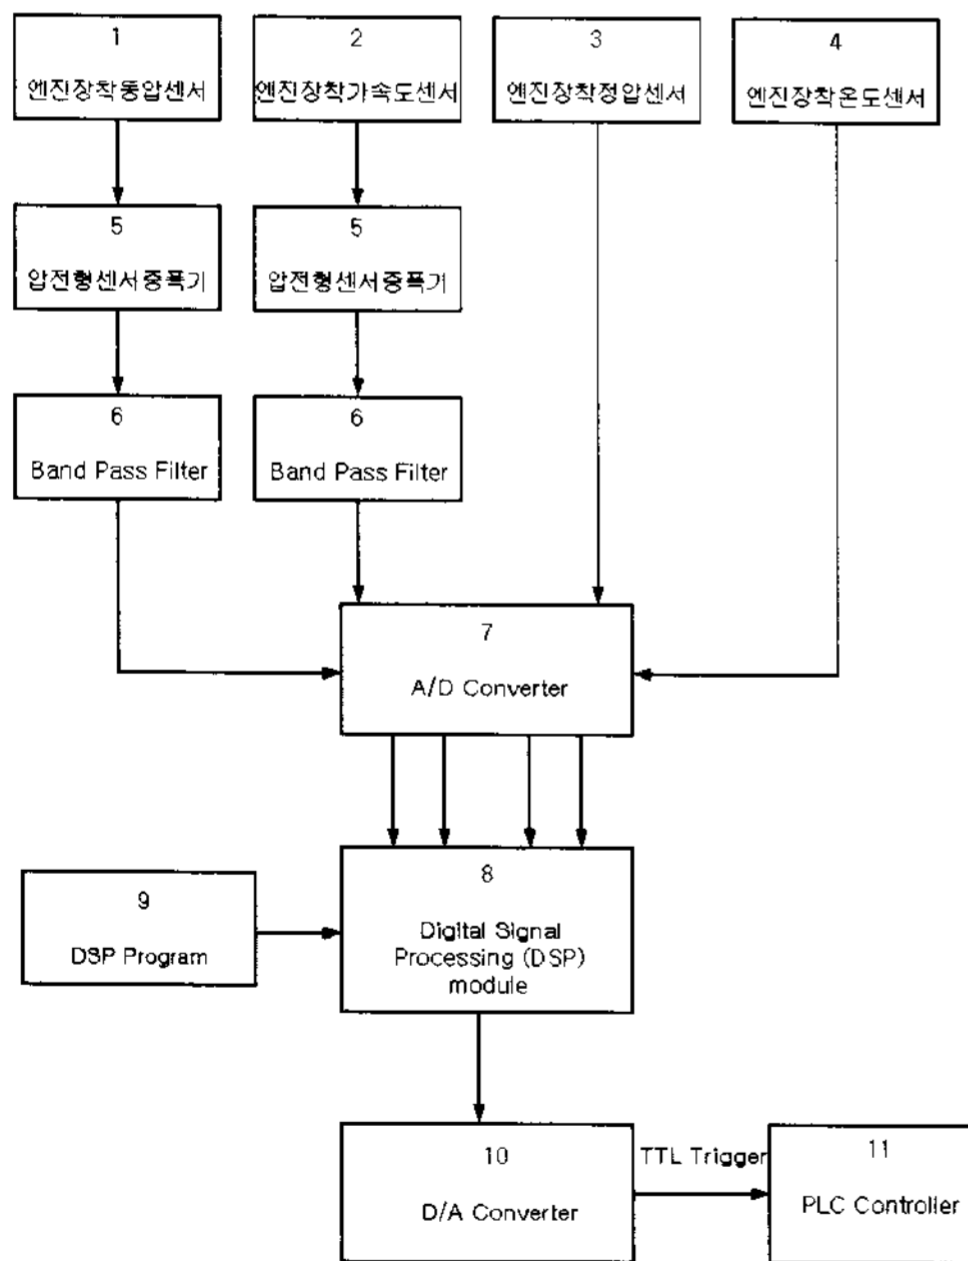 1
엔진장착동압센서
2
엔진장착가속도센서
3
엔진장착정압센서
4
엔진장착온도센서
5
압전형센서증폭기
5
압전형센서증폭기
6
Band Pass Filter
6
Band Pass Filter
7
A/D Converter
8
Digital Signal
Processing (DSP)
module
9
DSP Program
10
D/A Converter
TTL Trigger
11
PLC Controller